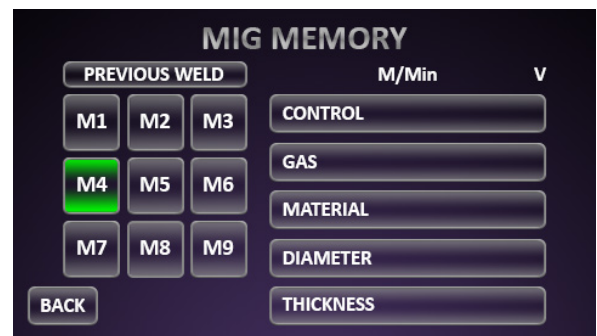 MIG MEMORY
PREVIOUS WELD
M/Min V
M1 M2 M3
M4 M5 M6
M7 M8 M9
CONTROL
GAS
MATERIAL
DIAMETER
THICKNESS
BACK